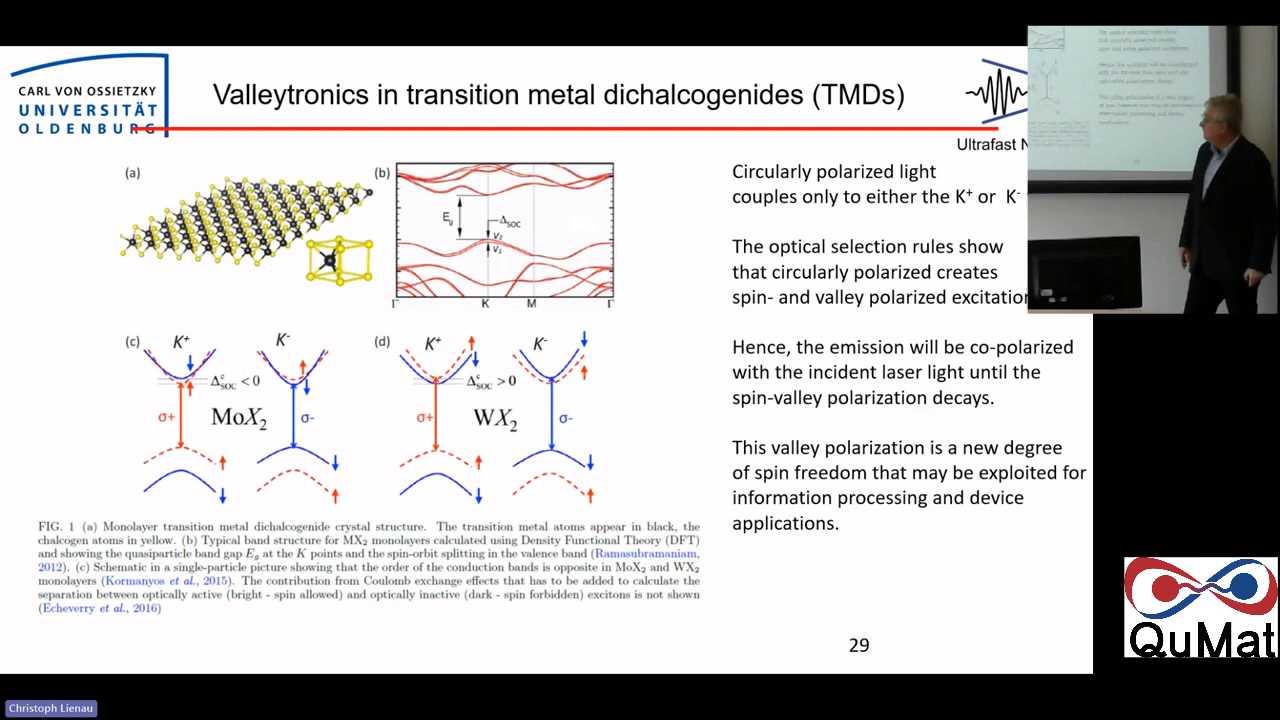 CARL VON OSSIETZKY
UNIVERSITÄT
OLDENBURG
Valleytronics in transition metal dichalcogenides (TMDs)
Ultrafast N
(a)
(b)
E_g
Δ_SOC
v₂
v₁
Γ
K
M
Γ
(c)
K⁺
K⁻
Δᶜ_SOC < 0
σ+
MoX₂
σ-
(d)
K⁺
K⁻
Δᶜ_SOC > 0
σ+
WX₂
σ-
Circularly polarized light
couples only to either the K⁺ or K⁻
The optical selection rules show
that circularly polarized creates
spin- and valley polarized excitation
Hence, the emission will be co-polarized
with the incident laser light until the
spin-valley polarization decays.
This valley polarization is a new degree
of spin freedom that may be exploited for
information processing and device
applications.
FIG. 1 (a) Monolayer transition metal dichalcogenide crystal structure. The transition metal atoms appear in black, the
chalcogen atoms in yellow. (b) Typical band structure for MX₂ monolayers calculated using Density Functional Theory (DFT)
and showing the quasiparticle band gap E_g at the K points and the spin-orbit splitting in the valence band (Ramasubramaniam,
2012). (c) Schematic in a single-particle picture showing that the order of the conduction bands is opposite in MoX₂ and WX₂
monolayers (Kormanyos et al., 2015). The contribution from Coulomb exchange effects that has to be added to calculate the
separation between optically active (bright - spin allowed) and optically inactive (dark - spin forbidden) excitons is not shown
(Echeverry et al., 2016)
29
QuMat
Christoph Lienau